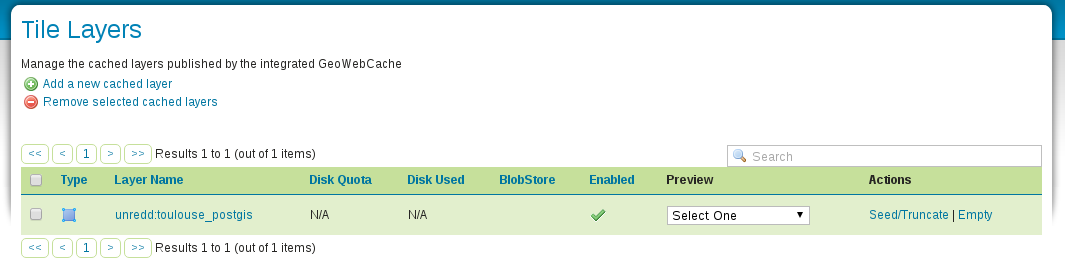 Tile Layers
Manage the cached layers published by the integrated GeoWebCache
Add a new cached layer
Remove selected cached layers
<< < 1 > >> Results 1 to 1 (out of 1 items) Search
Type Layer Name Disk Quota Disk Used BlobStore Enabled Preview Actions
unredd:toulouse_postgis N/A N/A Select One Seed/Truncate | Empty
<< < 1 > >> Results 1 to 1 (out of 1 items)